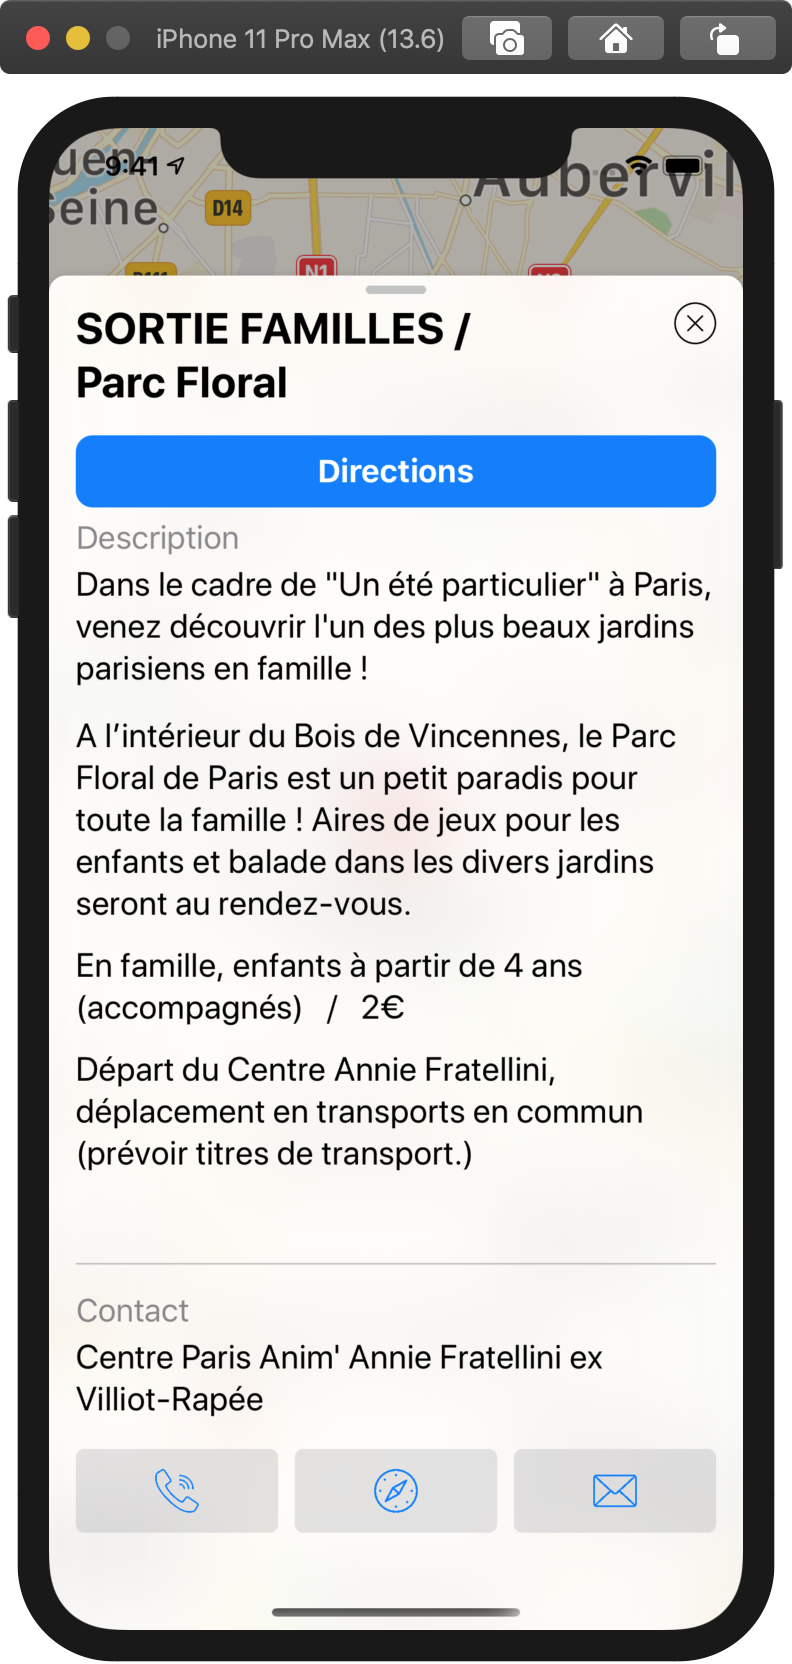 iPhone 11 Pro Max (13.6)
9:41
uen
Seine
D14
Aubervil
N1
SORTIE FAMILLES /
Parc Floral
Directions
Description
Dans le cadre de "Un été particulier" à Paris,
venez découvrir l'un des plus beaux jardins
parisiens en famille !
A l’intérieur du Bois de Vincennes, le Parc
Floral de Paris est un petit paradis pour
toute la famille ! Aires de jeux pour les
enfants et balade dans les divers jardins
seront au rendez-vous.
En famille, enfants à partir de 4 ans
(accompagnés) / 2€
Départ du Centre Annie Fratellini,
déplacement en transports en commun
(prévoir titres de transport.)
Contact
Centre Paris Anim' Annie Fratellini ex
Villiot-Rapée